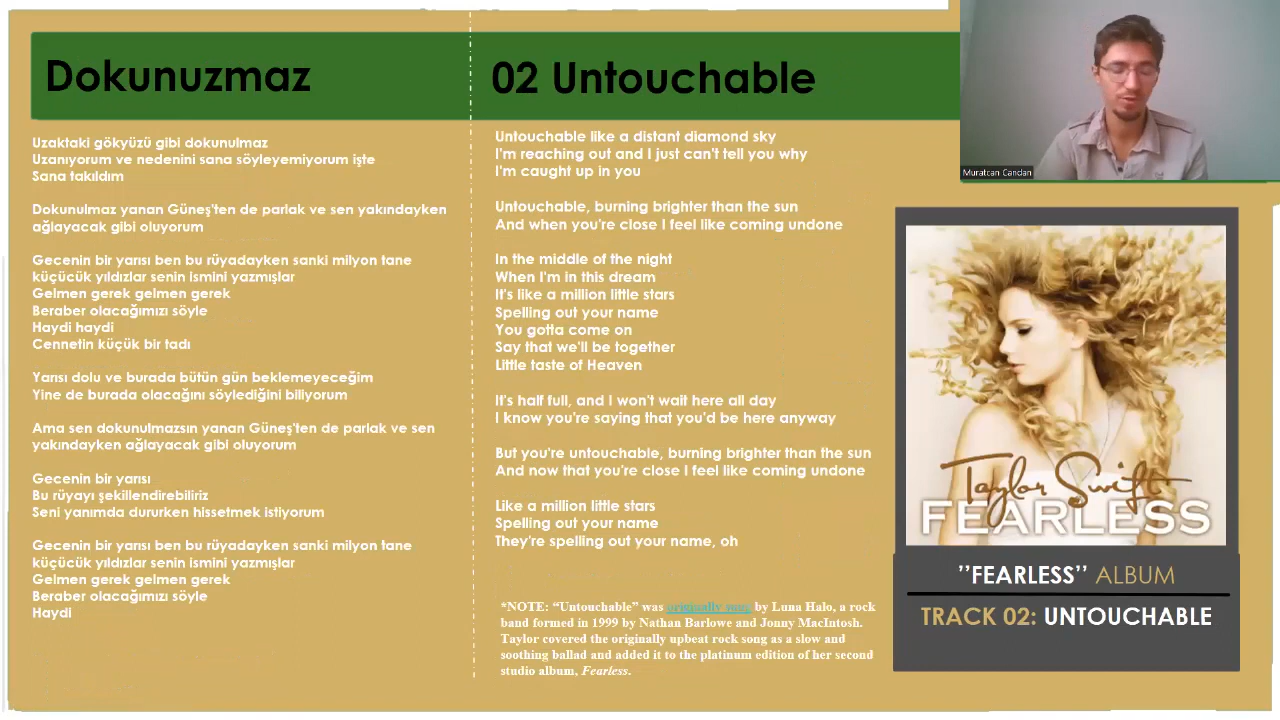 Dokunuzmaz
Uzaktaki gökyüzü gibi dokunulmaz
Uzanıyorum ve nedenini sana söyleyemiyorum işte
Sana takıldım
Dokunulmaz yanan Güneş'ten de parlak ve sen yakındayken
ağlayacak gibi oluyorum
Gecenin bir yarısı ben bu rüyadayken sanki milyon tane
küçücük yıldızlar senin ismini yazmışlar
Gelmen gerek gelmen gerek
Beraber olacağımızı söyle
Haydi haydi
Cennetin küçük bir tadı
Yarısı dolu ve burada bütün gün beklemeyeceğim
Yine de burada olacağını söylediğini biliyorum
Ama sen dokunulmazsın yanan Güneş'ten de parlak ve sen
yakındayken ağlayacak gibi oluyorum
Gecenin bir yarısı
Bu rüyayı şekillendirebiliriz
Seni yanımda dururken hissetmek istiyorum
Gecenin bir yarısı ben bu rüyadayken sanki milyon tane
küçücük yıldızlar senin ismini yazmışlar
Gelmen gerek gelmen gerek
Beraber olacağımızı söyle
Haydi
02 Untouchable
Untouchable like a distant diamond sky
I'm reaching out and I just can't tell you why
I'm caught up in you
Untouchable, burning brighter than the sun
And when you're close I feel like coming undone
In the middle of the night
When I'm in this dream
It's like a million little stars
Spelling out your name
You gotta come on
Say that we'll be together
Little taste of Heaven
It's half full, and I won't wait here all day
I know you're saying that you'd be here anyway
But you're untouchable, burning brighter than the sun
And now that you're close I feel like coming undone
Like a million little stars
Spelling out your name
They're spelling out your name, oh
*NOTE: “Untouchable” was originally sung by Luna Halo, a rock
band formed in 1999 by Nathan Barlowe and Jonny MacIntosh.
Taylor covered the originally upbeat rock song as a slow and
soothing ballad and added it to the platinum edition of her second
studio album, Fearless.
Muratcan Candan
Taylor Swift
FEARLESS
’’FEARLESS’’ ALBUM
TRACK 02: UNTOUCHABLE